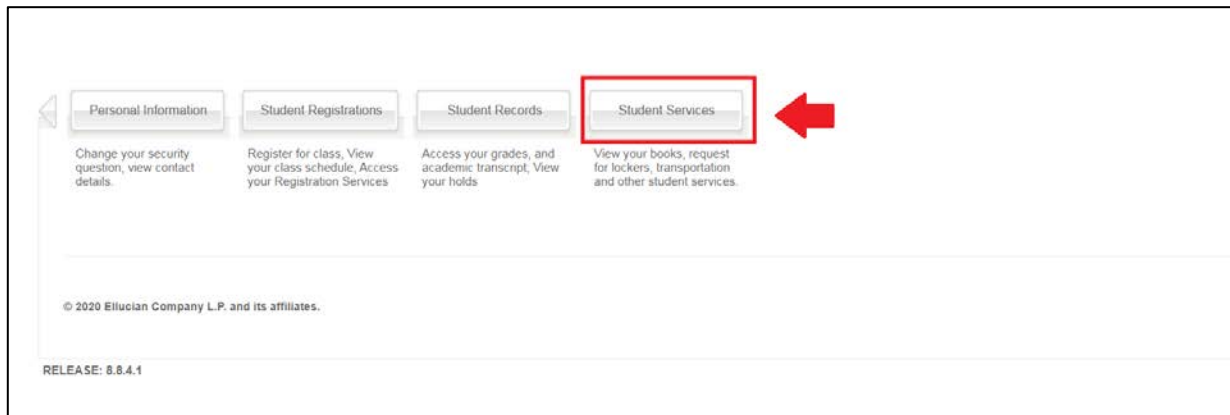 Personal Information
Student Registrations
Student Records
Student Services
Change your security
question, view contact
details.
Register for class, View
your class schedule, Access
your Registration Services
Access your grades, and
academic transcript, View
your holds
View your books, request
for lockers, transportation
and other student services.
© 2020 Ellucian Company L.P. and its affiliates.
RELEASE: 8.8.4.1